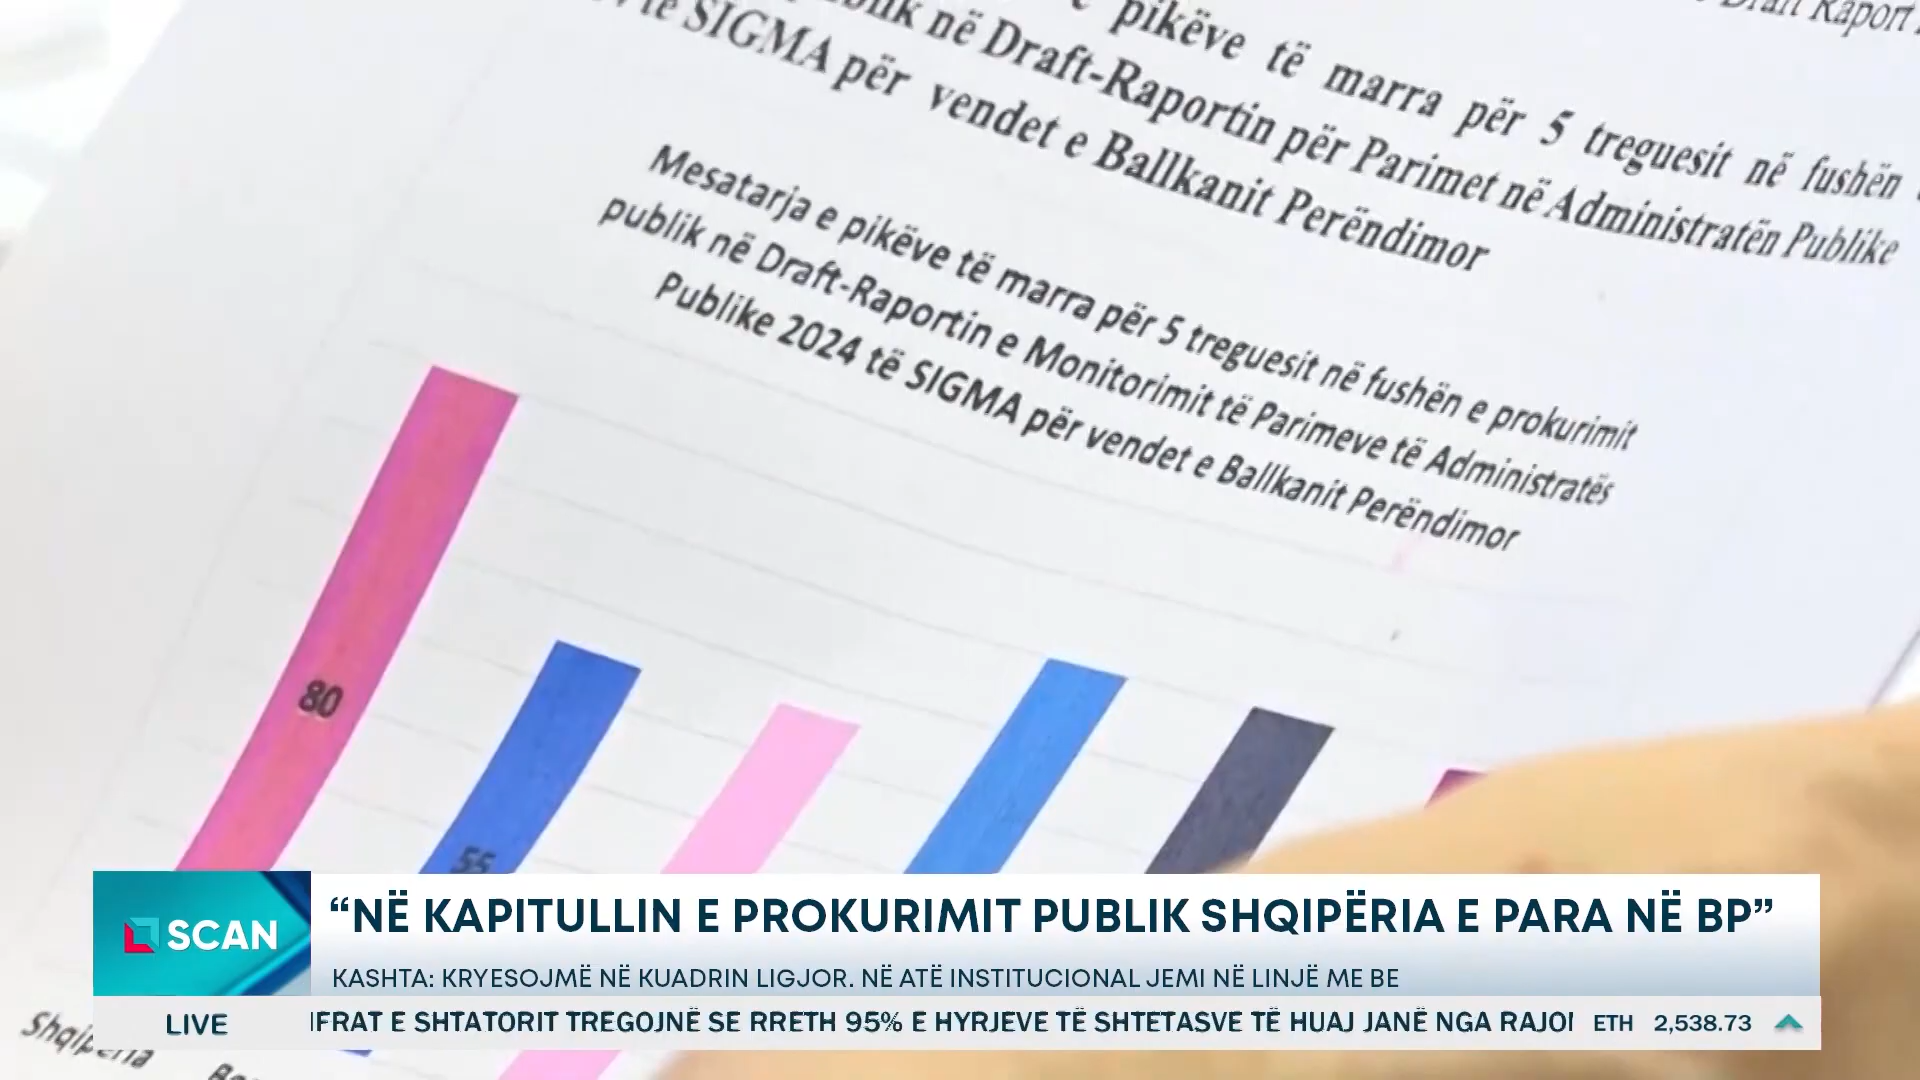 Draft Raport
pikëve të marra për 5 treguesit në fushën
në Draft-Raportin për Parimet në Administratën Publike
të SIGMA për vendet e Ballkanit Perëndimor
Mesatarja e pikëve të marra për 5 treguesit në fushën e prokurimit
publik në Draft-Raportin e Monitorimit të Parimeve të Administratës
Publike 2024 të SIGMA për vendet e Ballkanit Perëndimor
80
55
SCAN
“NË KAPITULLIN E PROKURIMIT PUBLIK SHQIPËRIA E PARA NË BP”
KASHTA: KRYESOJMË NË KUADRIN LIGJOR. NË ATË INSTITUCIONAL JEMI NË LINJË ME BE
LIVE
IFRAT E SHTATORIT TREGOJNË SE RRETH 95% E HYRJEVE TË SHTETASVE TË HUAJ JANË NGA RAJO
ETH 2,538.73
Shqipëria